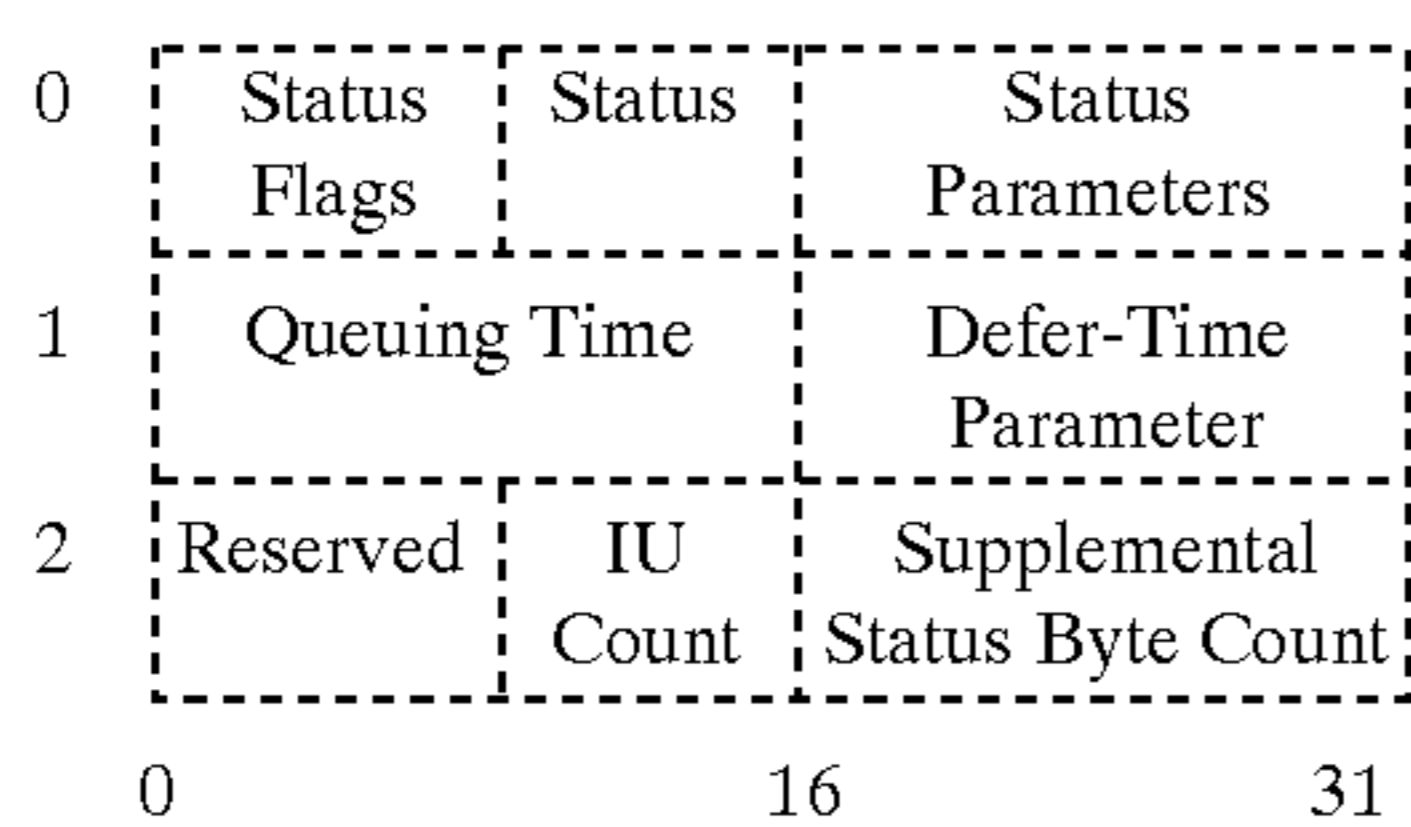 0 Status Status Status
Flags Parameters
1 Queuing Time Defer-Time
Parameter
2 Reserved IU Supplemental
Count Status Byte Count
0 16 31